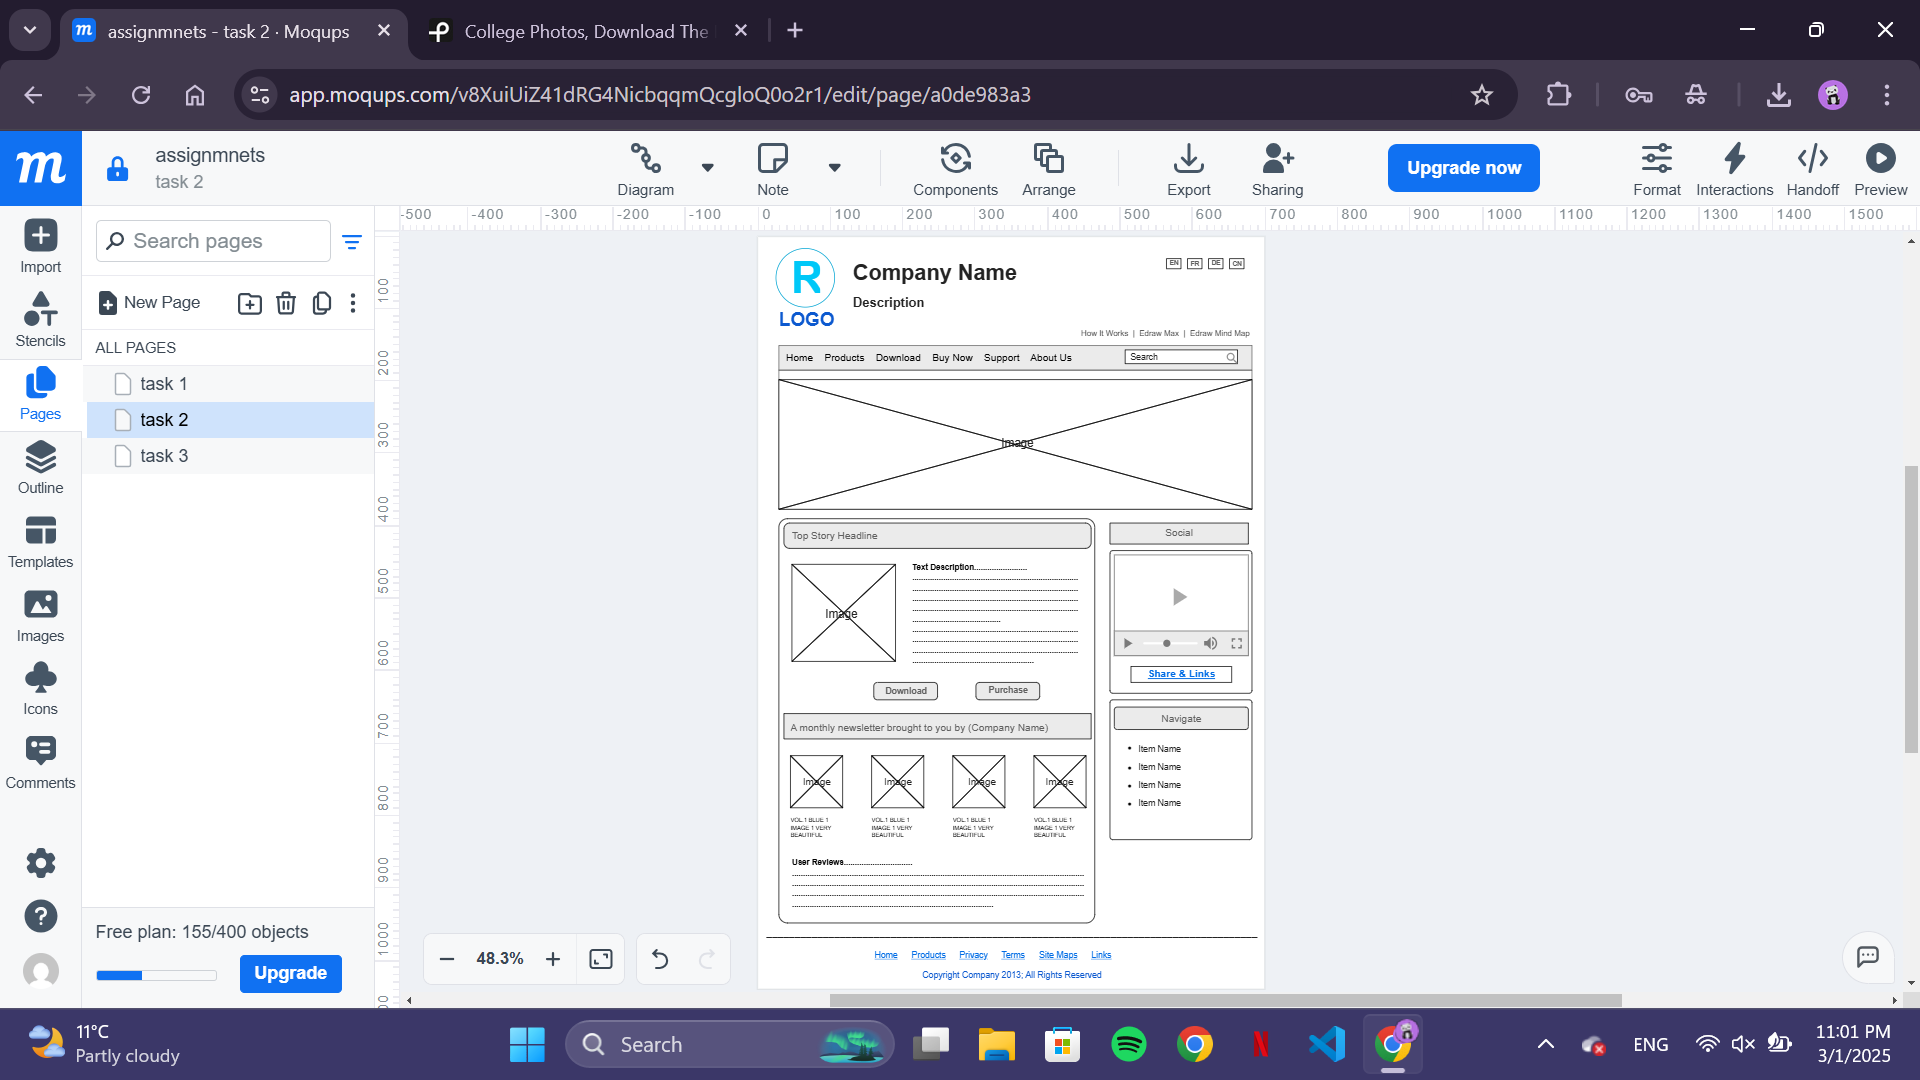 assignmnets - task 2 · Moqups
College Photos, Download The
app.moqups.com/v8XuiUiZ41dRG4NicbqqmQcgloQ0o2r1/edit/page/a0de983a3
m
assignmnets
task 2
Diagram
Note
Components
Arrange
Export
Sharing
Upgrade now
Format
Interactions
Handoff
Preview
Import
Stencils
Pages
Outline
Templates
Images
Icons
Comments
Search pages
New Page
ALL PAGES
task 1
task 2
task 3
Free plan: 155/400 objects
Upgrade
-500 -400 -300 -200 -100 0 100 200 300 400 500 600 700 800 900 1000 1100 1200 1300 1400 1500
100
200
300
400
500
600
700
800
900
1000
R
LOGO
Company Name
Description
EN FR DE CN
How It Works | Edraw Max | Edraw Mind Map
Home Products Download Buy Now Support About Us
Search
Image
Top Story Headline
Image
Text Description
Download
Purchase
A monthly newsletter brought to you by (Company Name)
Image Image Image Image
VOL.1 BLUE 1 VOL.1 BLUE 1 VOL.1 BLUE 1 VOL.1 BLUE 1
IMAGE 1 VERY IMAGE 1 VERY IMAGE 1 VERY IMAGE 1 VERY
BEAUTIFUL BEAUTIFUL BEAUTIFUL BEAUTIFUL
User Reviews
Social
Share & Links
Navigate
• Item Name
• Item Name
• Item Name
• Item Name
Home Products Privacy Terms Site Maps Links
Copyright Company 2013; All Rights Reserved
48.3%
11°C
Partly cloudy
Search
ENG
11:01 PM
3/1/2025